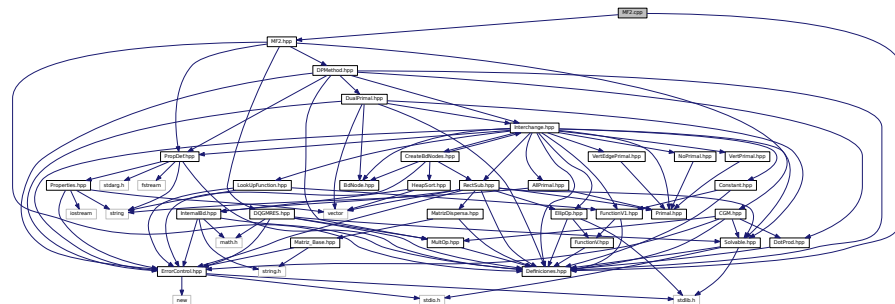 MF2.cpp
MF2.hpp
DPMethod.hpp
DualPrimal.hpp
Interchange.hpp
PropDef.hpp
CreateBdNodes.hpp
VertEdgePrimal.hpp
NoPrimal.hpp
VertPrimal.hpp
Properties.hpp
stdarg.h
fstream
LookUpFunction.hpp
BdNode.hpp
HeapSort.hpp
RectSub.hpp
AllPrimal.hpp
Constante.hpp
iostream
string
InternalBd.hpp
DQGMRES.hpp
vector
MatrizDispersa.hpp
EllipOp.hpp
FunctionV1.hpp
Primal.hpp
CGM.hpp
math.h
Matriz_Base.hpp
MultOp.hpp
FunctionV.hpp
Solvable.hpp
DotProd.hpp
ErrorControl.hpp
string.h
Definiciones.hpp
new
stdio.h
stdlib.h